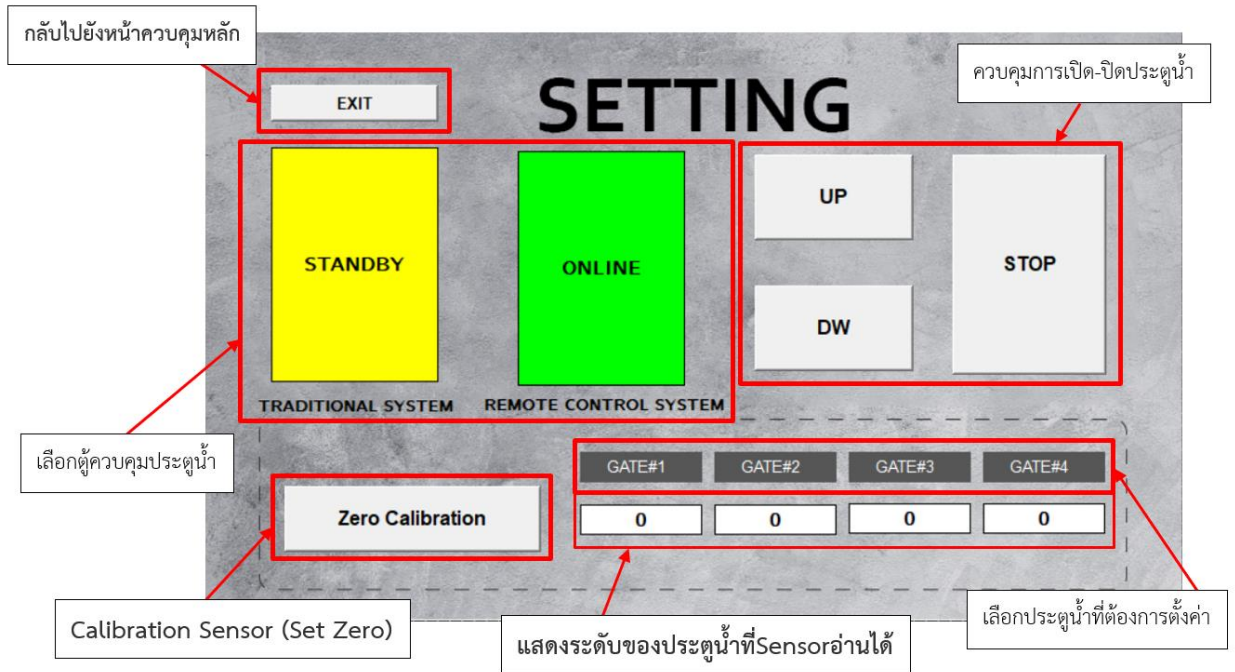 กลับไปยังหน้าควบคุมหลัก
ควบคุมการเปิด-ปิดประตูน้ำ
EXIT
SETTING
STANDBY
ONLINE
UP
STOP
DW
TRADITIONAL SYSTEM
REMOTE CONTROL SYSTEM
เลือกตู้ควบคุมประตูน้ำ
GATE#1 GATE#2 GATE#3 GATE#4
Zero Calibration
0 0 0 0
Calibration Sensor (Set Zero)
แสดงระดับของประตูน้ำที่Sensorอ่านได้
เลือกประตูน้ำที่ต้องการตั้งค่า